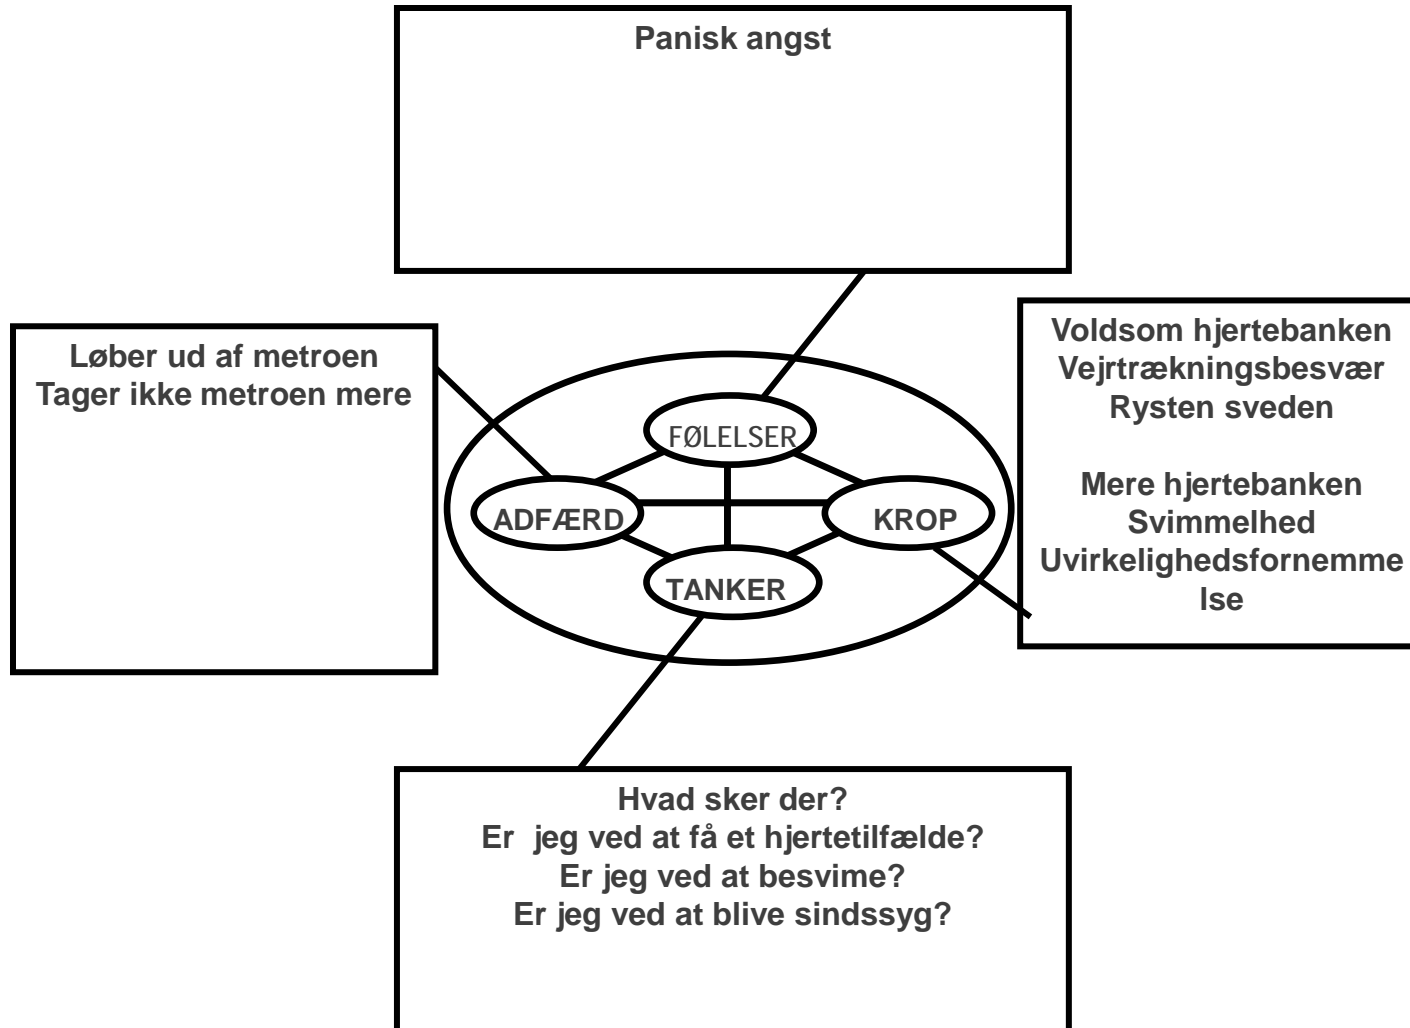 Panisk angst
Løber ud af metroen
Tager ikke metroen mere
Voldsom hjertebanken
Vejrtrækningsbesvær
Rysten sveden
Mere hjertebanken
Svimmelhed
Uvirkelighedsfornemme
lse
FØLELSER
ADFÆRD
KROP
TANKER
Hvad sker der?
Er  jeg ved at få et hjertetilfælde?
Er jeg ved at besvime?
Er jeg ved at blive sindssyg?